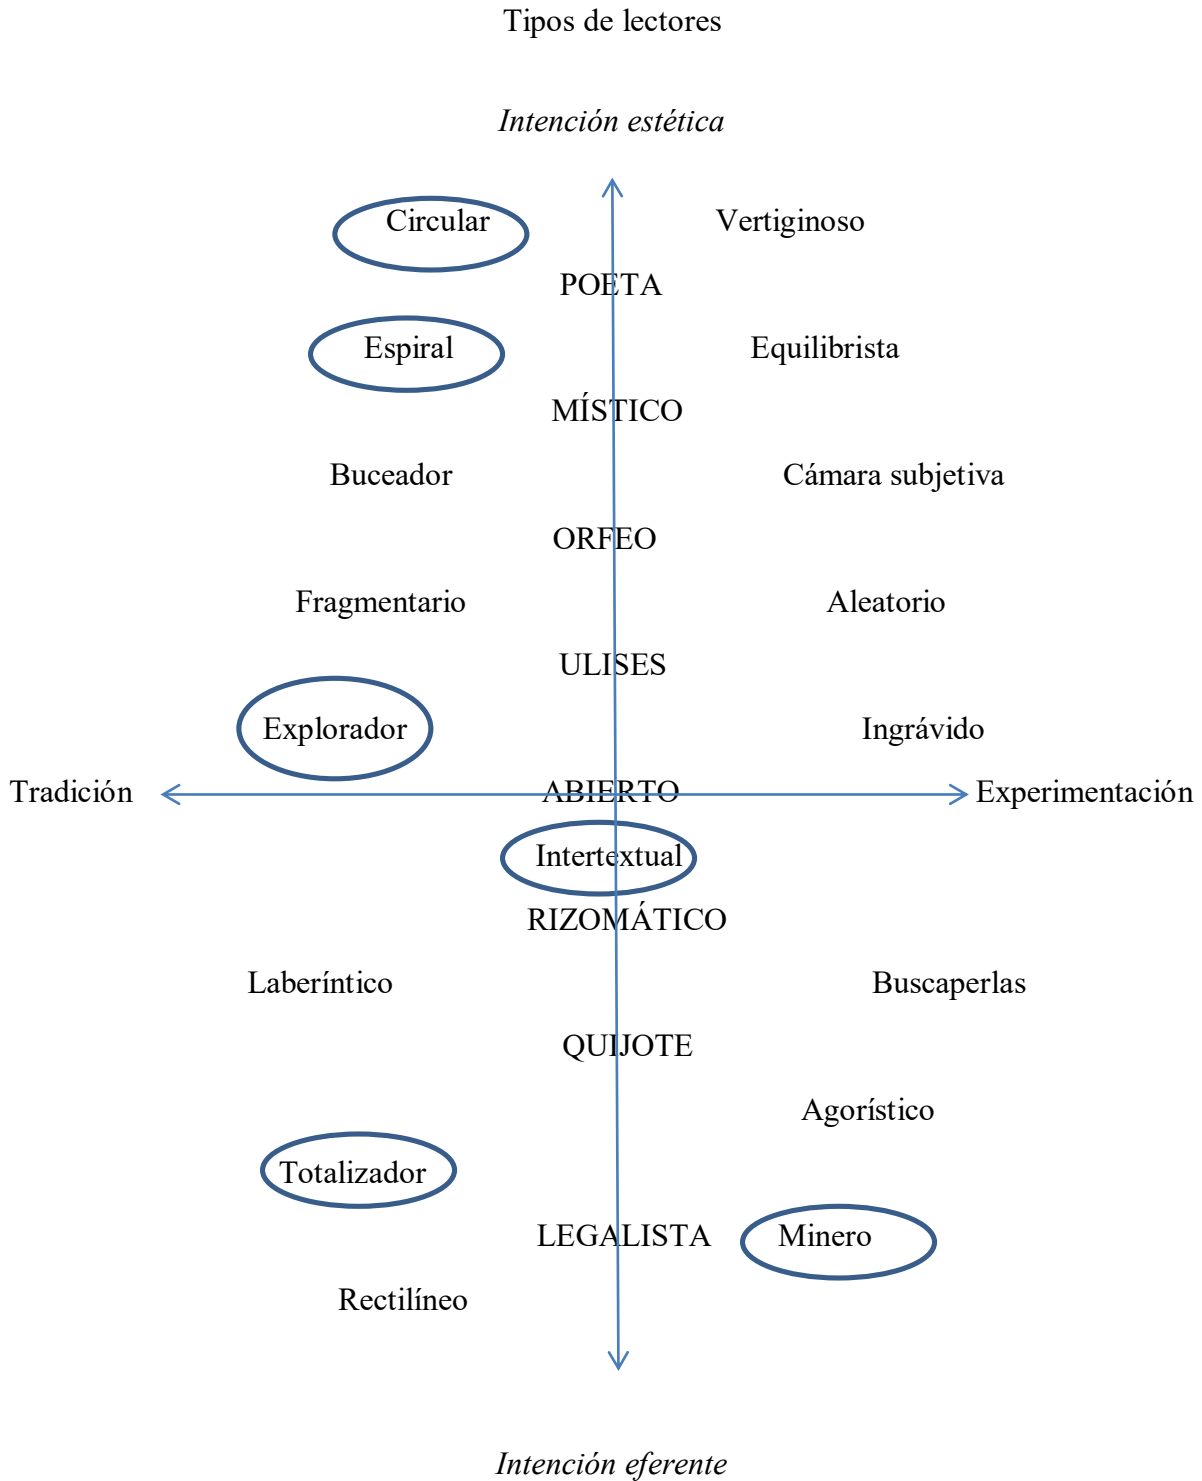 Tipos de lectores
Intención estética
Circular Vertiginoso
POETA
Espiral Equilibrista
MÍSTICO
Buceador Cámara subjetiva
ORFEO
Fragmentario Aleatorio
ULISES
Explorador Ingrávido
Tradición ABIERTO Experimentación
Intertextual
RIZOMÁTICO
Laberíntico Buscaperlas
QUIJOTE
Agorístico
Totalizador
LEGALISTA Minero
Rectilíneo
Intención eferente